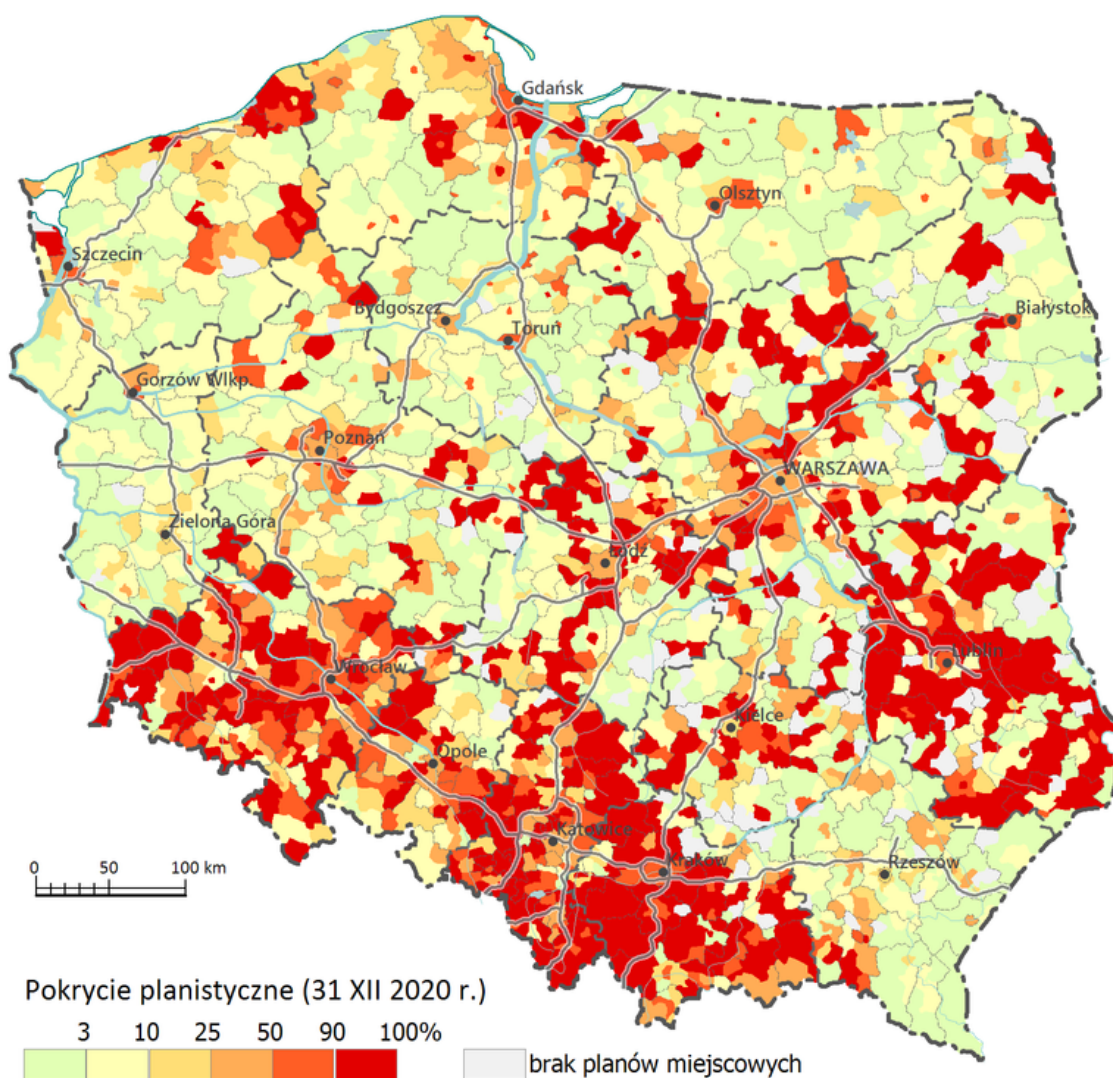 Gdańsk
Olsztyn
Szczecin
Białystok
Bydgoszcz
Toruń
Gorzów Wlkp.
Poznań
WARSZAWA
Zielona Góra
Łódź
Lublin
Wrocław
Kielce
Opole
Katowice
Kraków
Rzeszów
0 50 100 km
Pokrycie planistyczne (31 XII 2020 r.)
3 10 25 50 90 100%
brak planów miejscowych